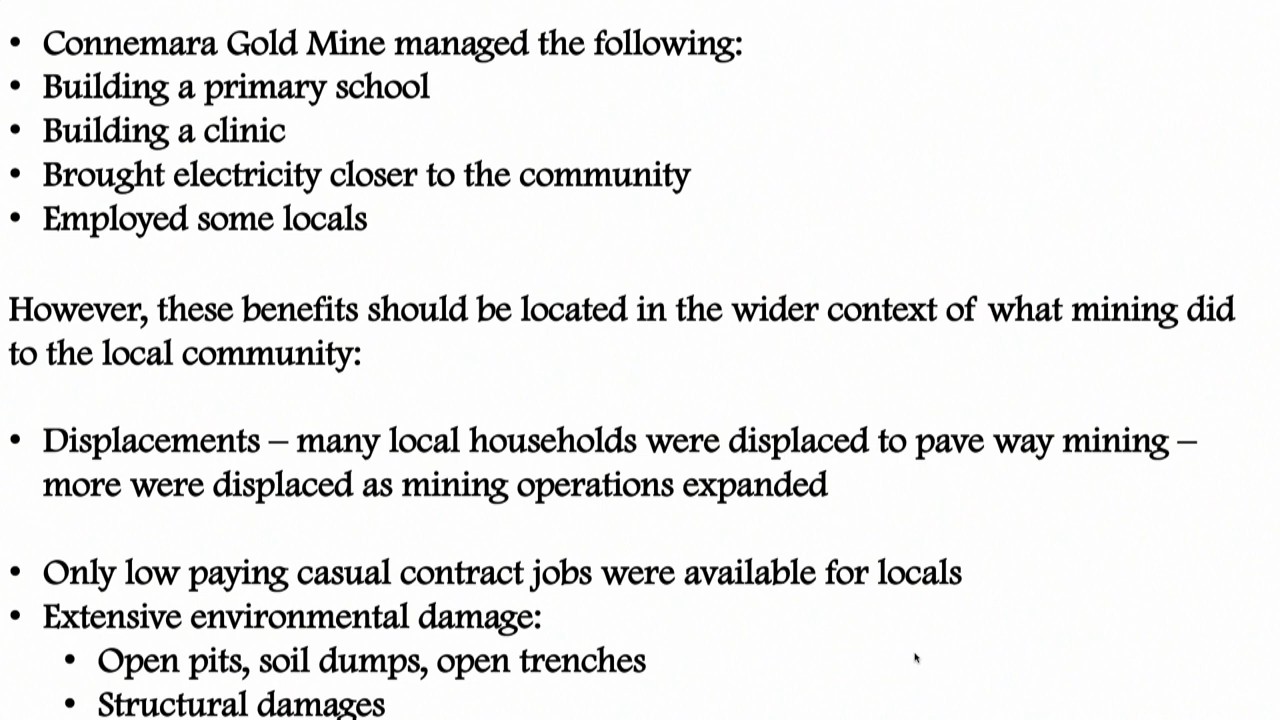 • Connemara Gold Mine managed the following:
• Building a primary school
• Building a clinic
• Brought electricity closer to the community
• Employed some locals
However, these benefits should be located in the wider context of what mining did
to the local community:
• Displacements – many local households were displaced to pave way mining –
more were displaced as mining operations expanded
• Only low paying casual contract jobs were available for locals
• Extensive environmental damage:
• Open pits, soil dumps, open trenches
• Structural damages